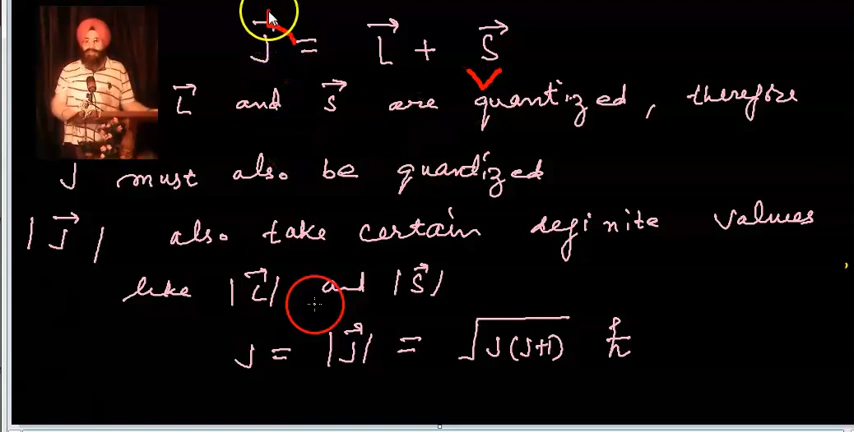 J⃗ = L⃗ + S⃗
L⃗ and S⃗ are quantized, therefore
J must also be quantized
|J⃗| also take certain definite values
like |L⃗| and |S⃗|
J = |J⃗| = √J(J+1) ℏ